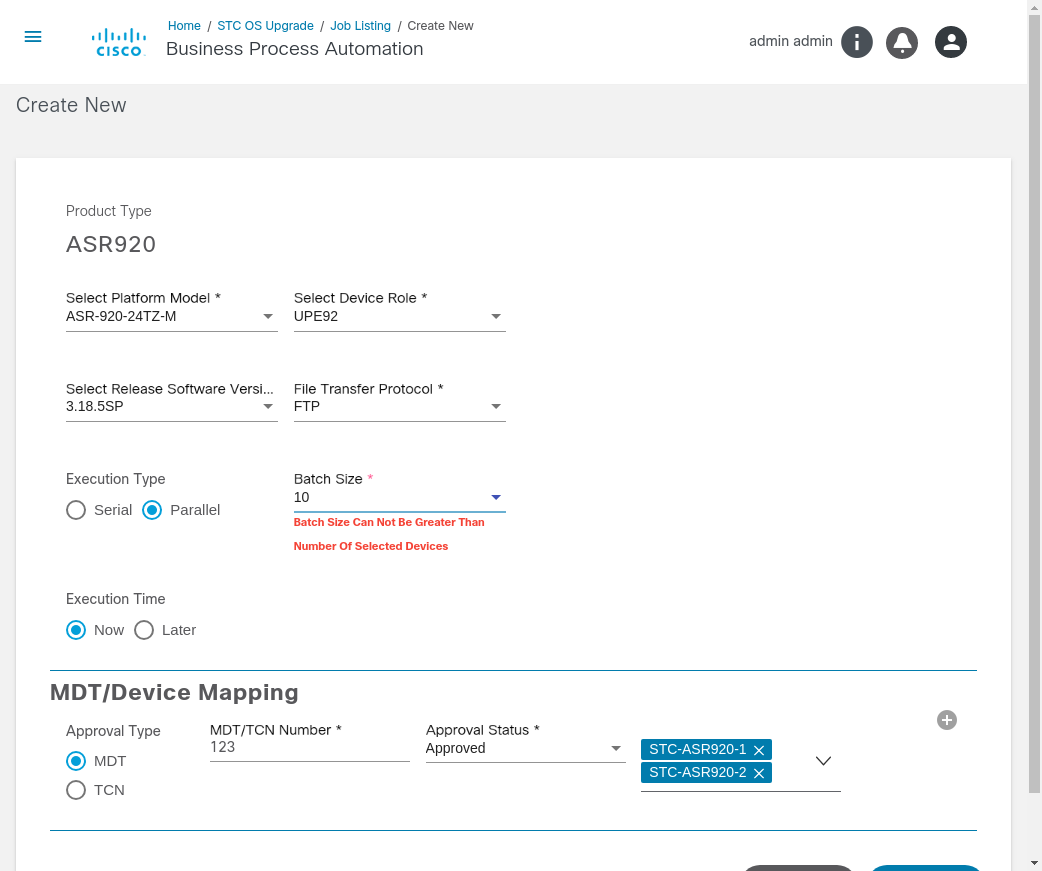 Home / STC OS Upgrade / Job Listing / Create New
CISCO
Business Process Automation
admin admin
Create New
Product Type
ASR920
Select Platform Model *
ASR-920-24TZ-M
Select Device Role *
UPE92
Select Release Software Versi...
3.18.5SP
File Transfer Protocol *
FTP
Execution Type
Serial
Parallel
Batch Size *
10
Batch Size Can Not Be Greater Than
Number Of Selected Devices
Execution Time
Now
Later
MDT/Device Mapping
Approval Type
MDT
TCN
MDT/TCN Number *
123
Approval Status *
Approved
STC-ASR920-1
STC-ASR920-2